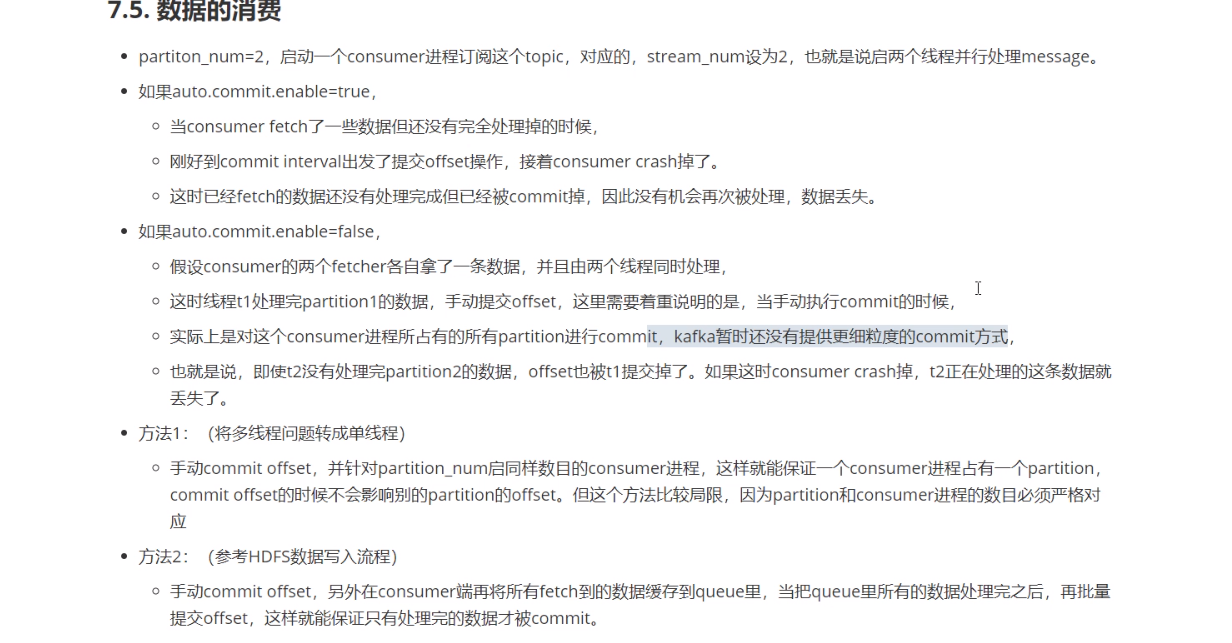 7.5. 数据的消费
partiton_num=2，启动一个consumer进程订阅这个topic，对应的，stream_num设为2，也就是说启两个线程并行处理message。
如果auto.commit.enable=true，
当consumer fetch了一些数据但还没有完全处理掉的时候，
刚好到commit interval出发了提交offset操作，接着consumer crash掉了。
这时已经fetch的数据还没有处理完成但已经被commit掉，因此没有机会再次被处理，数据丢失。
如果auto.commit.enable=false，
假设consumer的两个fetcher各自拿了一条数据，并且由两个线程同时处理，
这时线程t1处理完partition1的数据，手动提交offset，这里需要着重说明的是，当手动执行commit的时候，
实际上是对这个consumer进程所占有的所有partition进行commit，kafka暂时还没有提供更细粒度的commit方式，
也就是说，即使t2没有处理完partition2的数据，offset也被t1提交掉了。如果这时consumer crash掉，t2正在处理的这条数据就
丢失了。
方法1：（将多线程问题转成单线程）
手动commit offset，并针对partition_num启同样数目的consumer进程，这样就能保证一个consumer进程占有一个partition，
commit offset的时候不会影响别的partition的offset。但这个方法比较局限，因为partition和consumer进程的数目必须严格对
应
方法2：（参考HDFS数据写入流程）
手动commit offset，另外在consumer端再将所有fetch到的数据缓存到queue里，当把queue里所有的数据处理完之后，再批量
提交offset，这样就能保证只有处理完的数据才被commit。